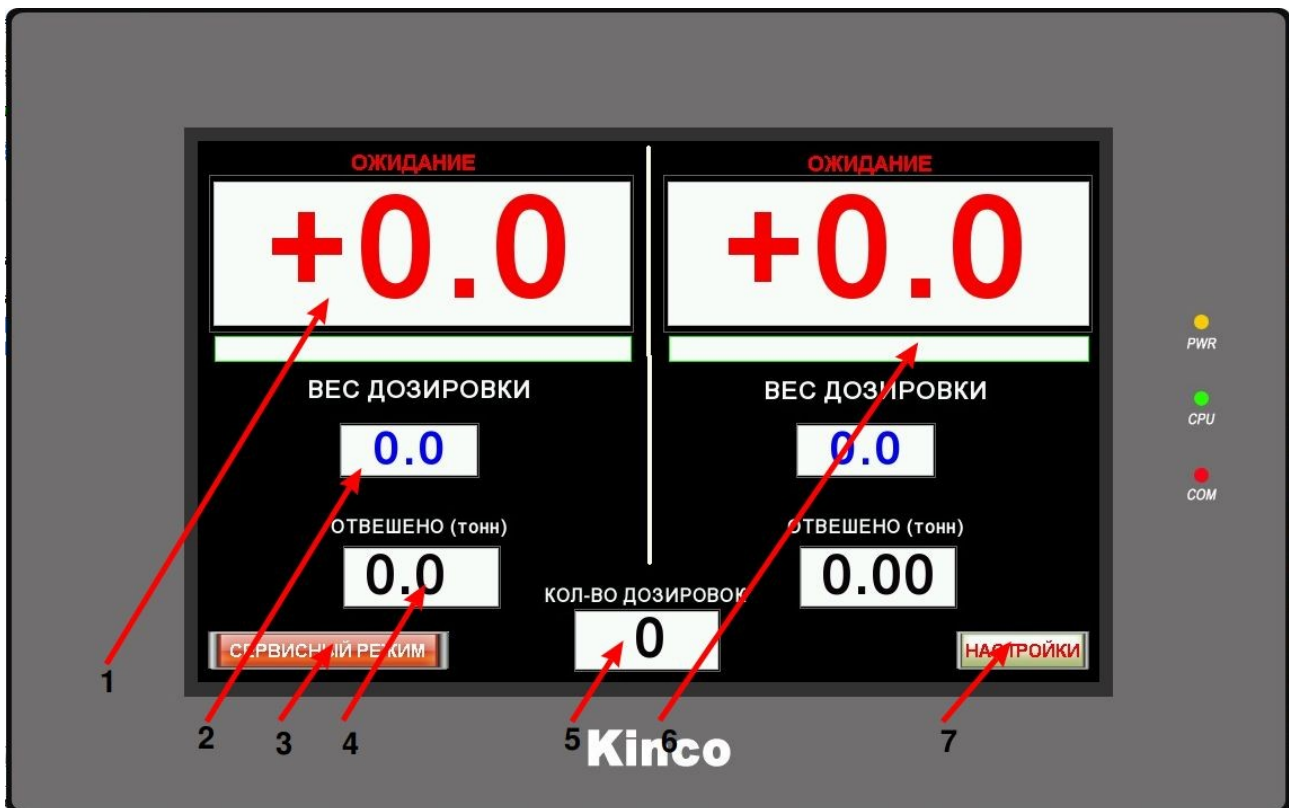 ОЖИДАНИЕ
ОЖИДАНИЕ
+0.0
+0.0
PWR
ВЕС ДОЗИРОВКИ
ВЕС ДОЗИРОВКИ
CPU
0.0
0.0
COM
ОТВЕШЕНО (тонн)
ОТВЕШЕНО (тонн)
0.0
0.00
КОЛ-ВО ДОЗИРОВОК
0
СЕРВИСНЫЙ РЕЖИМ
НАСТРОЙКИ
1
2
3
4
5
6
7
Kinco